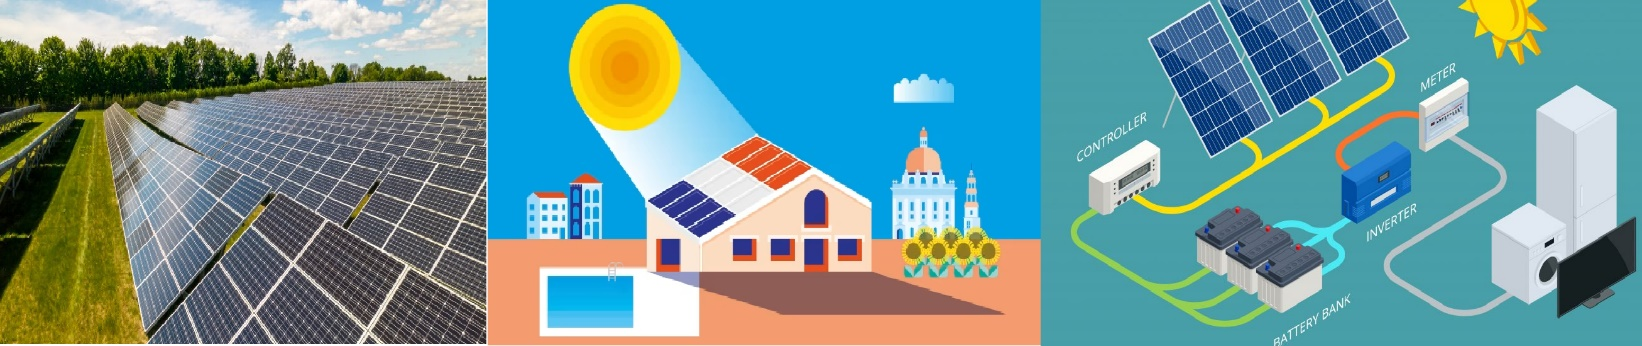 CONTROLLER
METER
INVERTER
BATTERY BANK